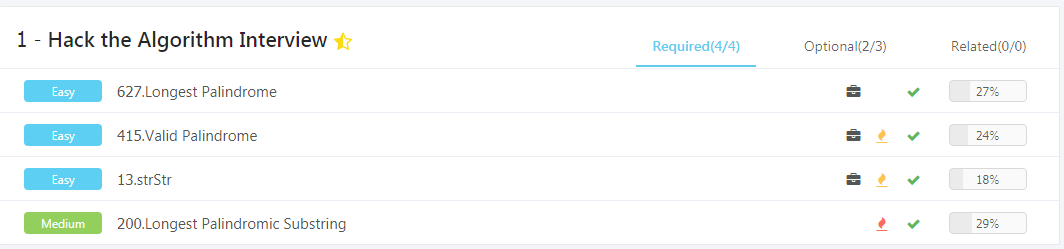 1 - Hack the Algorithm Interview
Required(4/4) Optional(2/3) Related(0/0)
Easy 627.Longest Palindrome 27%
Easy 415.Valid Palindrome 24%
Easy 13.strStr 18%
Medium 200.Longest Palindromic Substring 29%